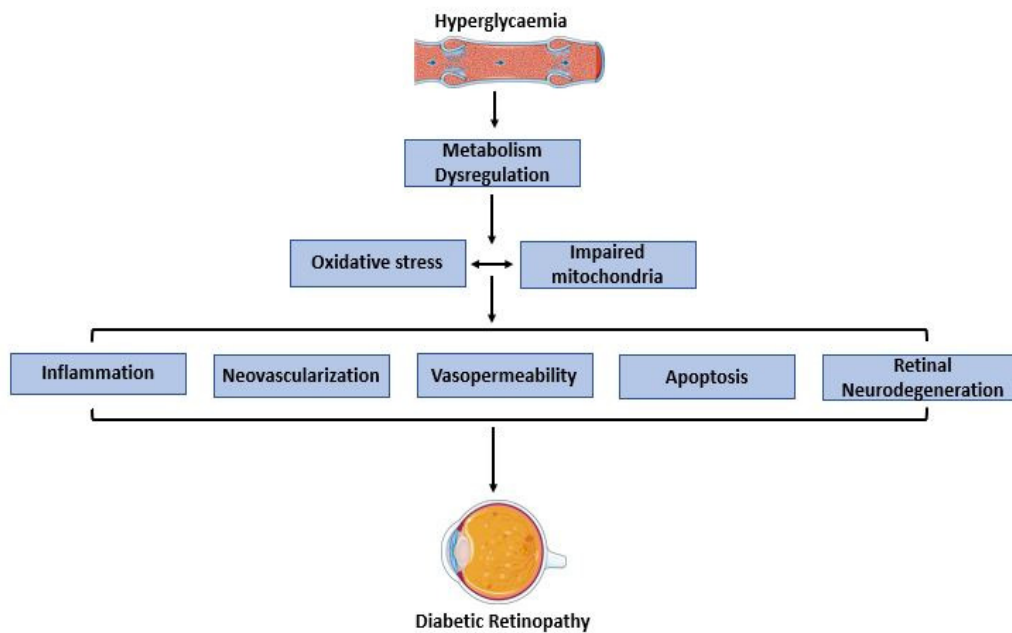 Hyperglycaemia
Metabolism
Dysregulation
Oxidative stress
Impaired
mitochondria
Inflammation
Neovascularization
Vasopermeability
Apoptosis
Retinal
Neurodegeneration
Diabetic Retinopathy